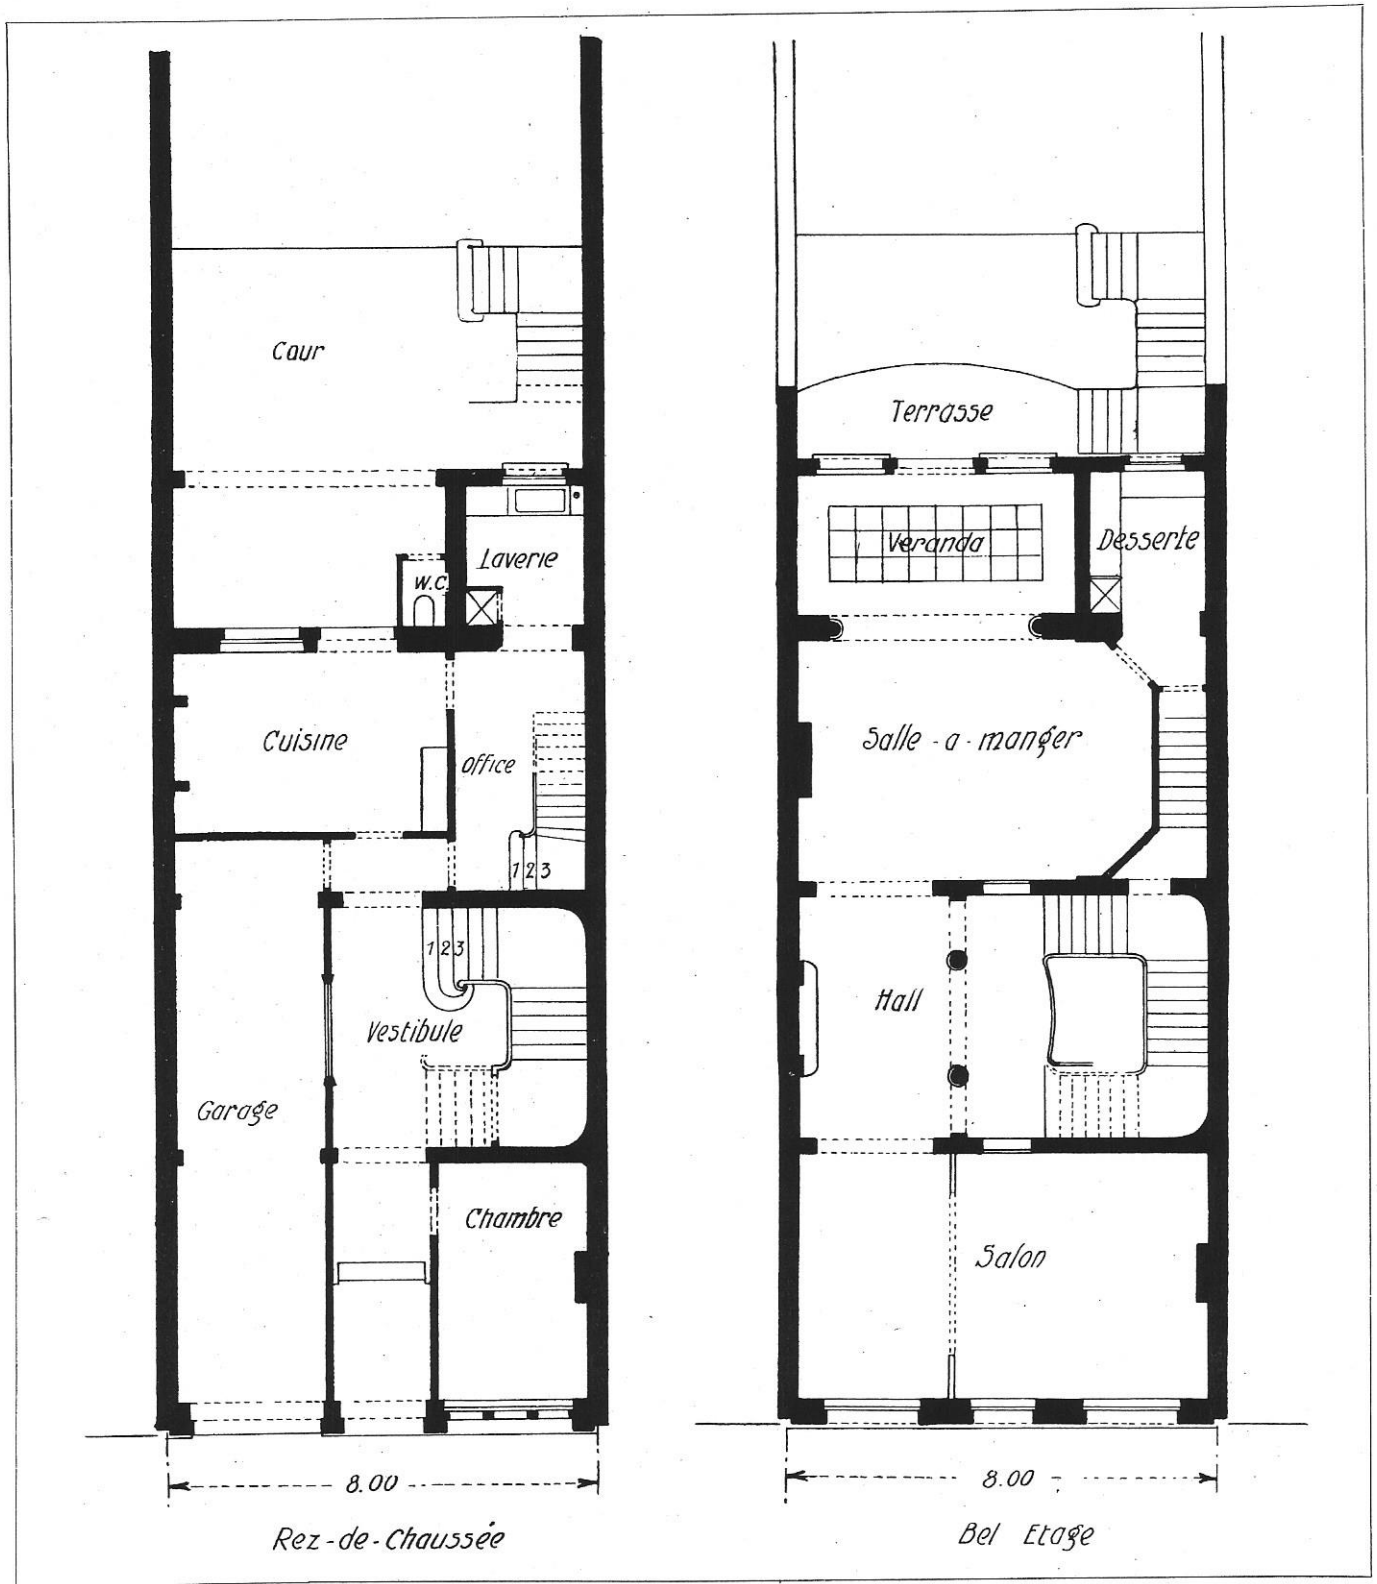 Cour
Laverie
W.C.
Cuisine
Office
1 2 3
1 2 3
Vestibule
Garage
Chambre
8.00
Rez-de-Chaussée
Terrasse
Veranda
Desserte
Salle-a-manger
Hall
Salon
8.00
Bel Etage